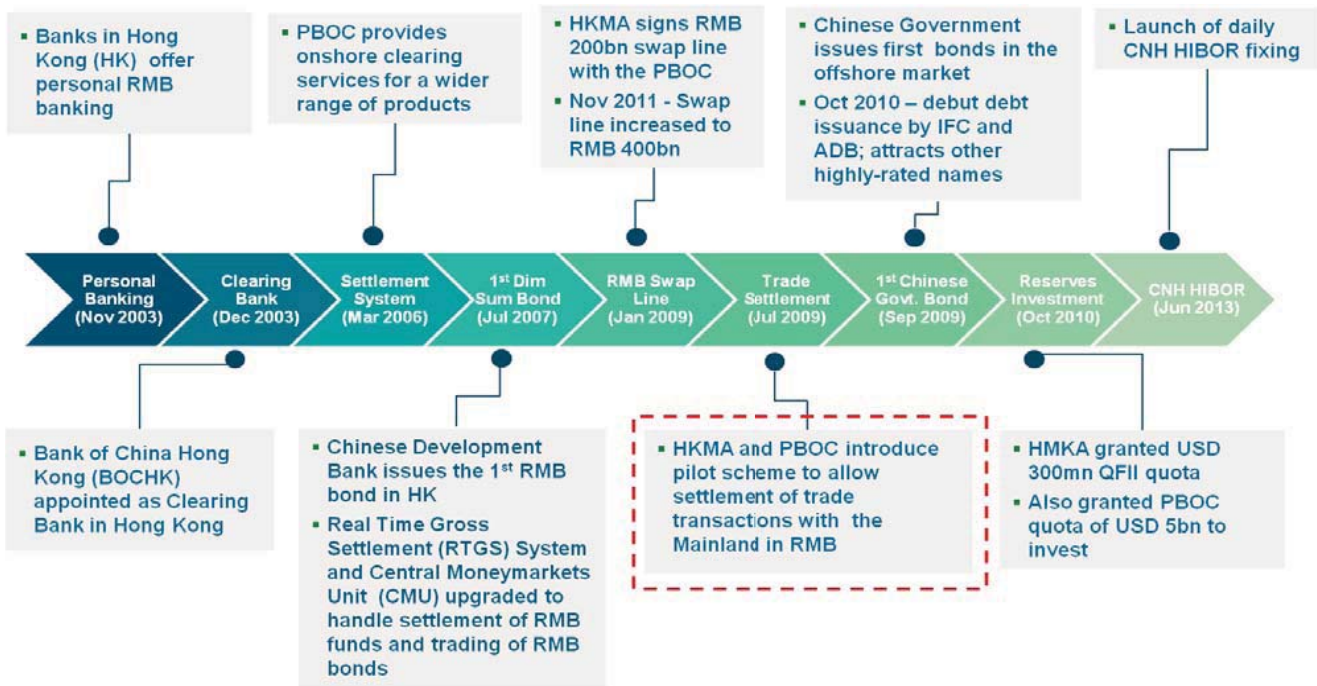 ▪ Banks in Hong
Kong (HK) offer
personal RMB
banking
▪ PBOC provides
onshore clearing
services for a wider
range of products
▪ HKMA signs RMB
200bn swap line
with the PBOC
▪ Nov 2011 - Swap
line increased to
RMB 400bn
▪ Chinese Government
issues first bonds in the
offshore market
▪ Oct 2010 – debut debt
issuance by IFC and
ADB; attracts other
highly-rated names
▪ Launch of daily
CNH HIBOR fixing
Personal
Banking
(Nov 2003)
Clearing
Bank
(Dec 2003)
Settlement
System
(Mar 2006)
1st Dim
Sum Bond
(Jul 2007)
RMB Swap
Line
(Jan 2009)
Trade
Settlement
(Jul 2009)
1st Chinese
Govt. Bond
(Sep 2009)
Reserves
Investment
(Oct 2010)
CNH HIBOR
(Jun 2013)
▪ Bank of China Hong
Kong (BOCHK)
appointed as Clearing
Bank in Hong Kong
▪ Chinese Development
Bank issues the 1st RMB
bond in HK
▪ Real Time Gross
Settlement (RTGS) System
and Central Moneymarkets
Unit (CMU) upgraded to
handle settlement of RMB
funds and trading of RMB
bonds
▪ HKMA and PBOC introduce
pilot scheme to allow
settlement of trade
transactions with the
Mainland in RMB
▪ HMKA granted USD
300mn QFII quota
▪ Also granted PBOC
quota of USD 5bn to
invest